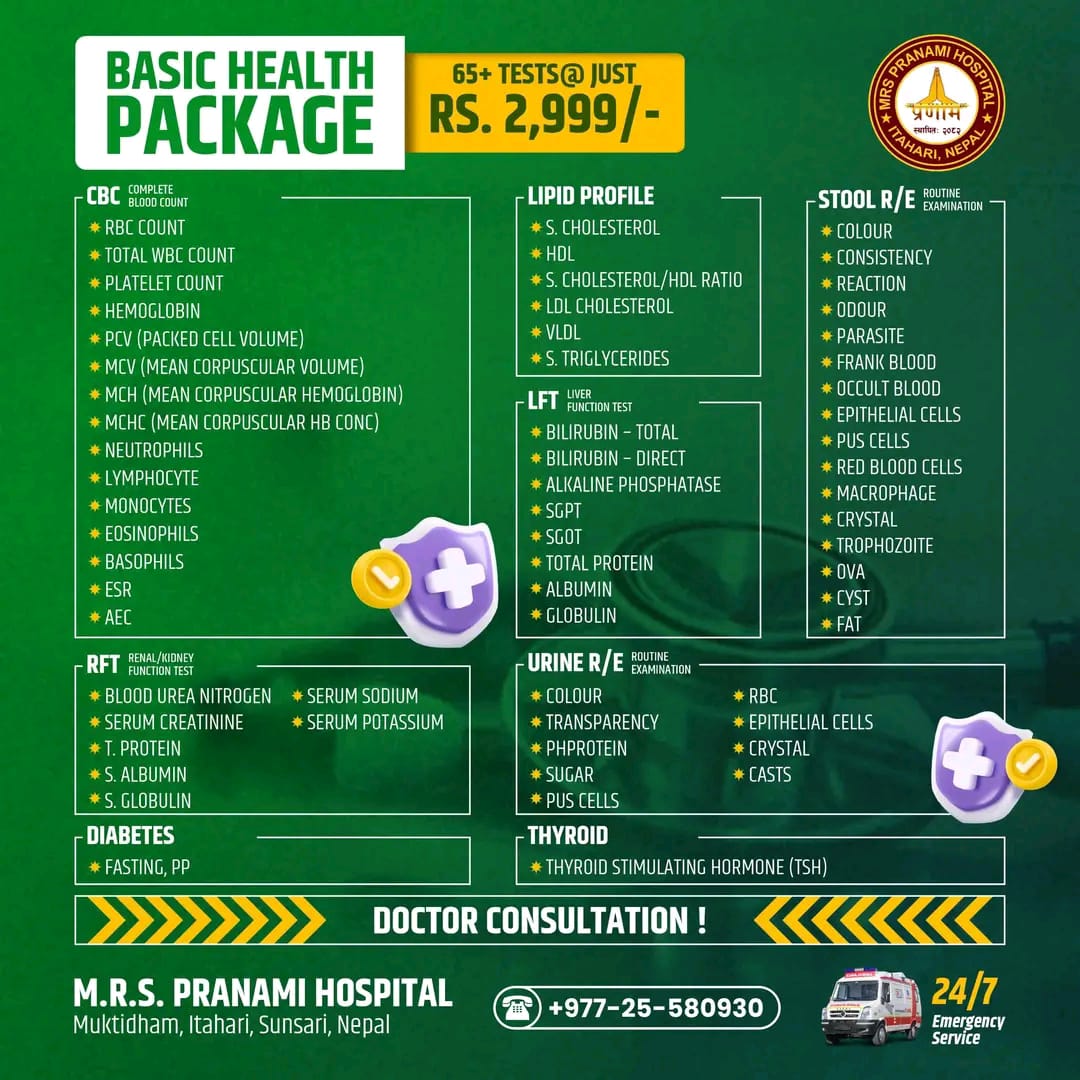 BASIC HEALTH
PACKAGE
65+ TESTS@ JUST
RS. 2,999/-
MRS PRANAMI HOSPITAL
प्रणामि
स्थापित: २०८२
ITAHARI, NEPAL
CBC COMPLETE
BLOOD COUNT
RBC COUNT
TOTAL WBC COUNT
PLATELET COUNT
HEMOGLOBIN
PCV (PACKED CELL VOLUME)
MCV (MEAN CORPUSCULAR VOLUME)
MCH (MEAN CORPUSCULAR HEMOGLOBIN)
MCHC (MEAN CORPUSCULAR HB CONC)
NEUTROPHILS
LYMPHOCYTE
MONOCYTES
EOSINOPHILS
BASOPHILS
ESR
AEC
LIPID PROFILE
S. CHOLESTEROL
HDL
S. CHOLESTEROL/HDL RATIO
LDL CHOLESTEROL
VLDL
S. TRIGLYCERIDES
LFT LIVER
FUNCTION TEST
BILIRUBIN – TOTAL
BILIRUBIN – DIRECT
ALKALINE PHOSPHATASE
SGPT
SGOT
TOTAL PROTEIN
ALBUMIN
GLOBULIN
STOOL R/E ROUTINE
EXAMINATION
COLOUR
CONSISTENCY
REACTION
ODOUR
PARASITE
FRANK BLOOD
OCCULT BLOOD
EPITHELIAL CELLS
PUS CELLS
RED BLOOD CELLS
MACROPHAGE
CRYSTAL
TROPHOZOITE
OVA
CYST
FAT
RFT RENAL/KIDNEY
FUNCTION TEST
BLOOD UREA NITROGEN
SERUM CREATININE
T. PROTEIN
S. ALBUMIN
S. GLOBULIN
SERUM SODIUM
SERUM POTASSIUM
URINE R/E ROUTINE
EXAMINATION
COLOUR
TRANSPARENCY
PHPROTEIN
SUGAR
PUS CELLS
RBC
EPITHELIAL CELLS
CRYSTAL
CASTS
DIABETES
FASTING, PP
THYROID
THYROID STIMULATING HORMONE (TSH)
DOCTOR CONSULTATION !
M.R.S. PRANAMI HOSPITAL
Muktidham, Itahari, Sunsari, Nepal
+977-25-580930
24/7
Emergency
Service